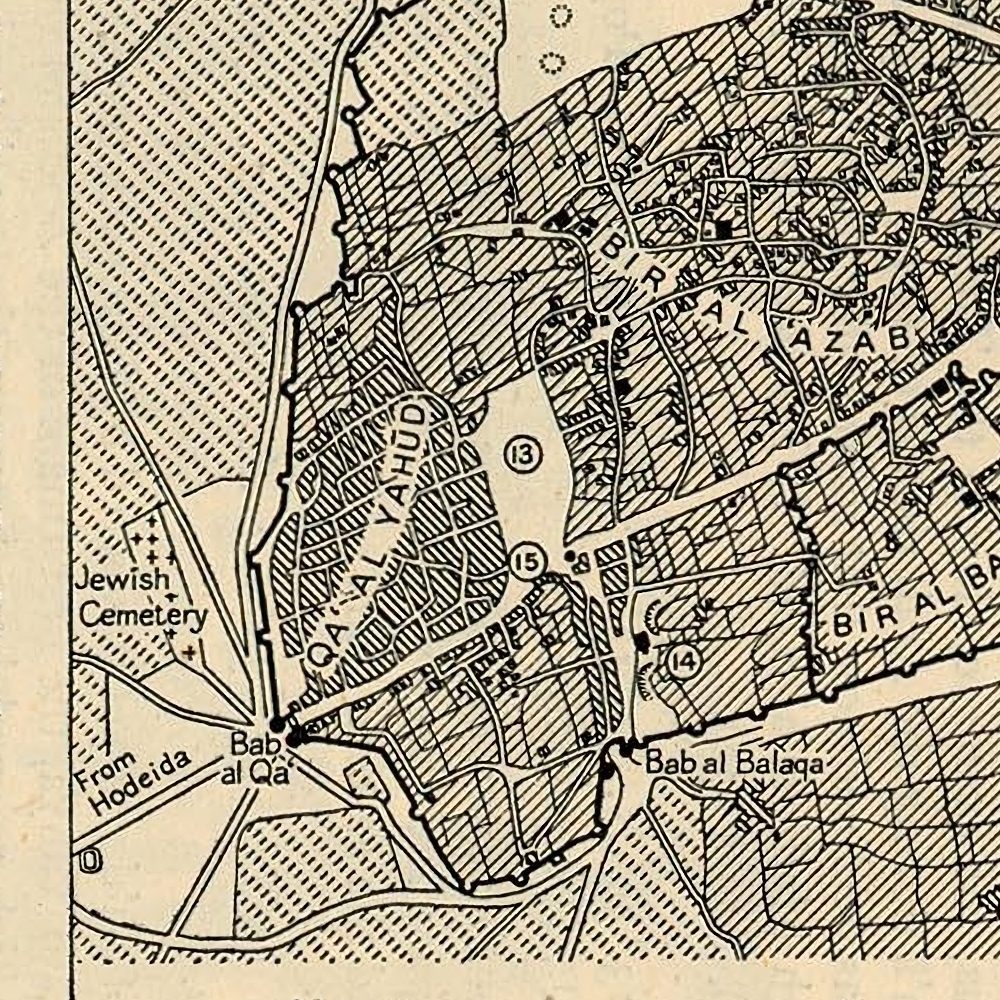 BIR AL 'AZAB
13
QA' AL YAHUD
15
Jewish
Cemetery
BIR AL BA
14
Bab
al Qa'
Bab al Balaqa
From
Hodeida